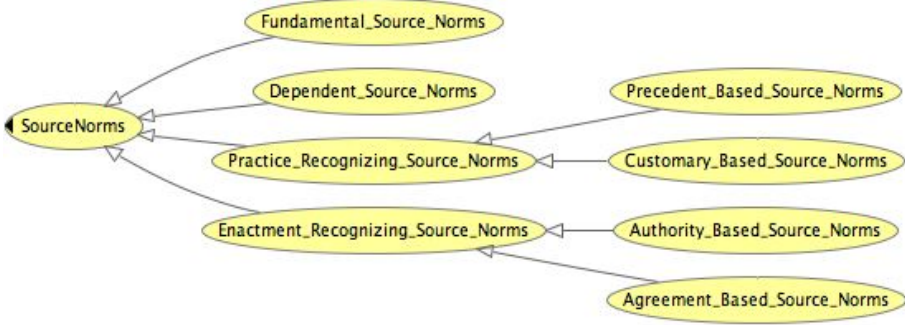 Fundamental_Source_Norms
Dependent_Source_Norms
Precedent_Based_Source_Norms
SourceNorms
Practice_Recognizing_Source_Norms
Customary_Based_Source_Norms
Enactment_Recognizing_Source_Norms
Authority_Based_Source_Norms
Agreement_Based_Source_Norms